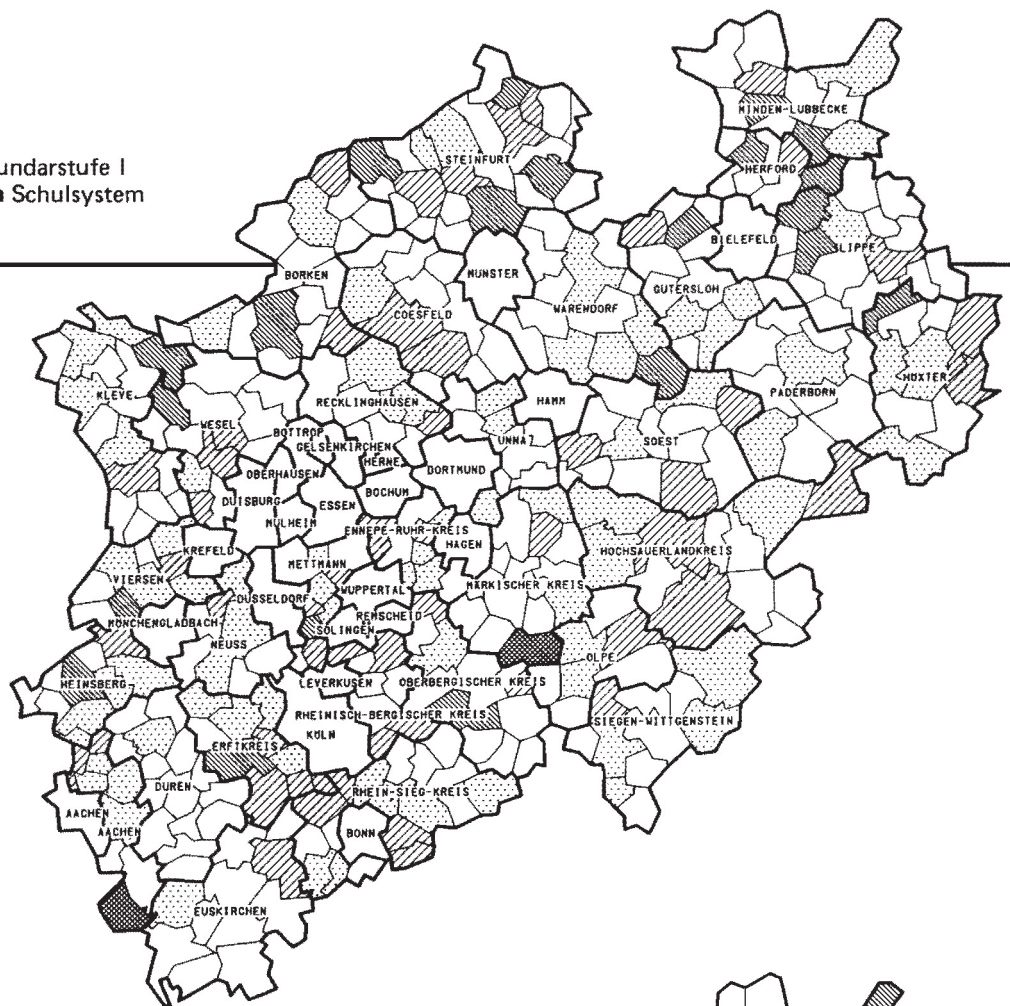 undarstufe I
n Schulsystem
MINDEN-LUBBECKE
STEINFURT
HERFORD
BIELEFELD
LIPPE
BORKEN
MUNSTER
GUTERSLOH
COESFELD
WARENDORF
KLEVE
RECKLINGHAUSEN
HAMM
PADERBORN
HOXTER
WESEL
BOTTROP
GELSENKIRCHEN
UNNA
SOEST
HERNE
DORTMUND
OBERHAUSEN
BOCHUM
DUISBURG
ESSEN
MULHEIM
ENNEPE-RUHR-KREIS
HAGEN
KREFELD
HOCHSAUERLANDKREIS
METTMANN
VIERSEN
WUPPERTAL
MARKISCHER KREIS
DUSSELDORF
REMSCHEID
MONCHENGLADBACH
SOLINGEN
NEUSS
OLPE
HEINSBERG
LEVERKUSEN
OBERBERGISCHER KREIS
RHEINISCH-BERGISCHER KREIS
SIEGEN-WITTGENSTEIN
KOLN
ERFTKREIS
DUREN
RHEIN-SIEG-KREIS
AACHEN
AACHEN
BONN
EUSKIRCHEN